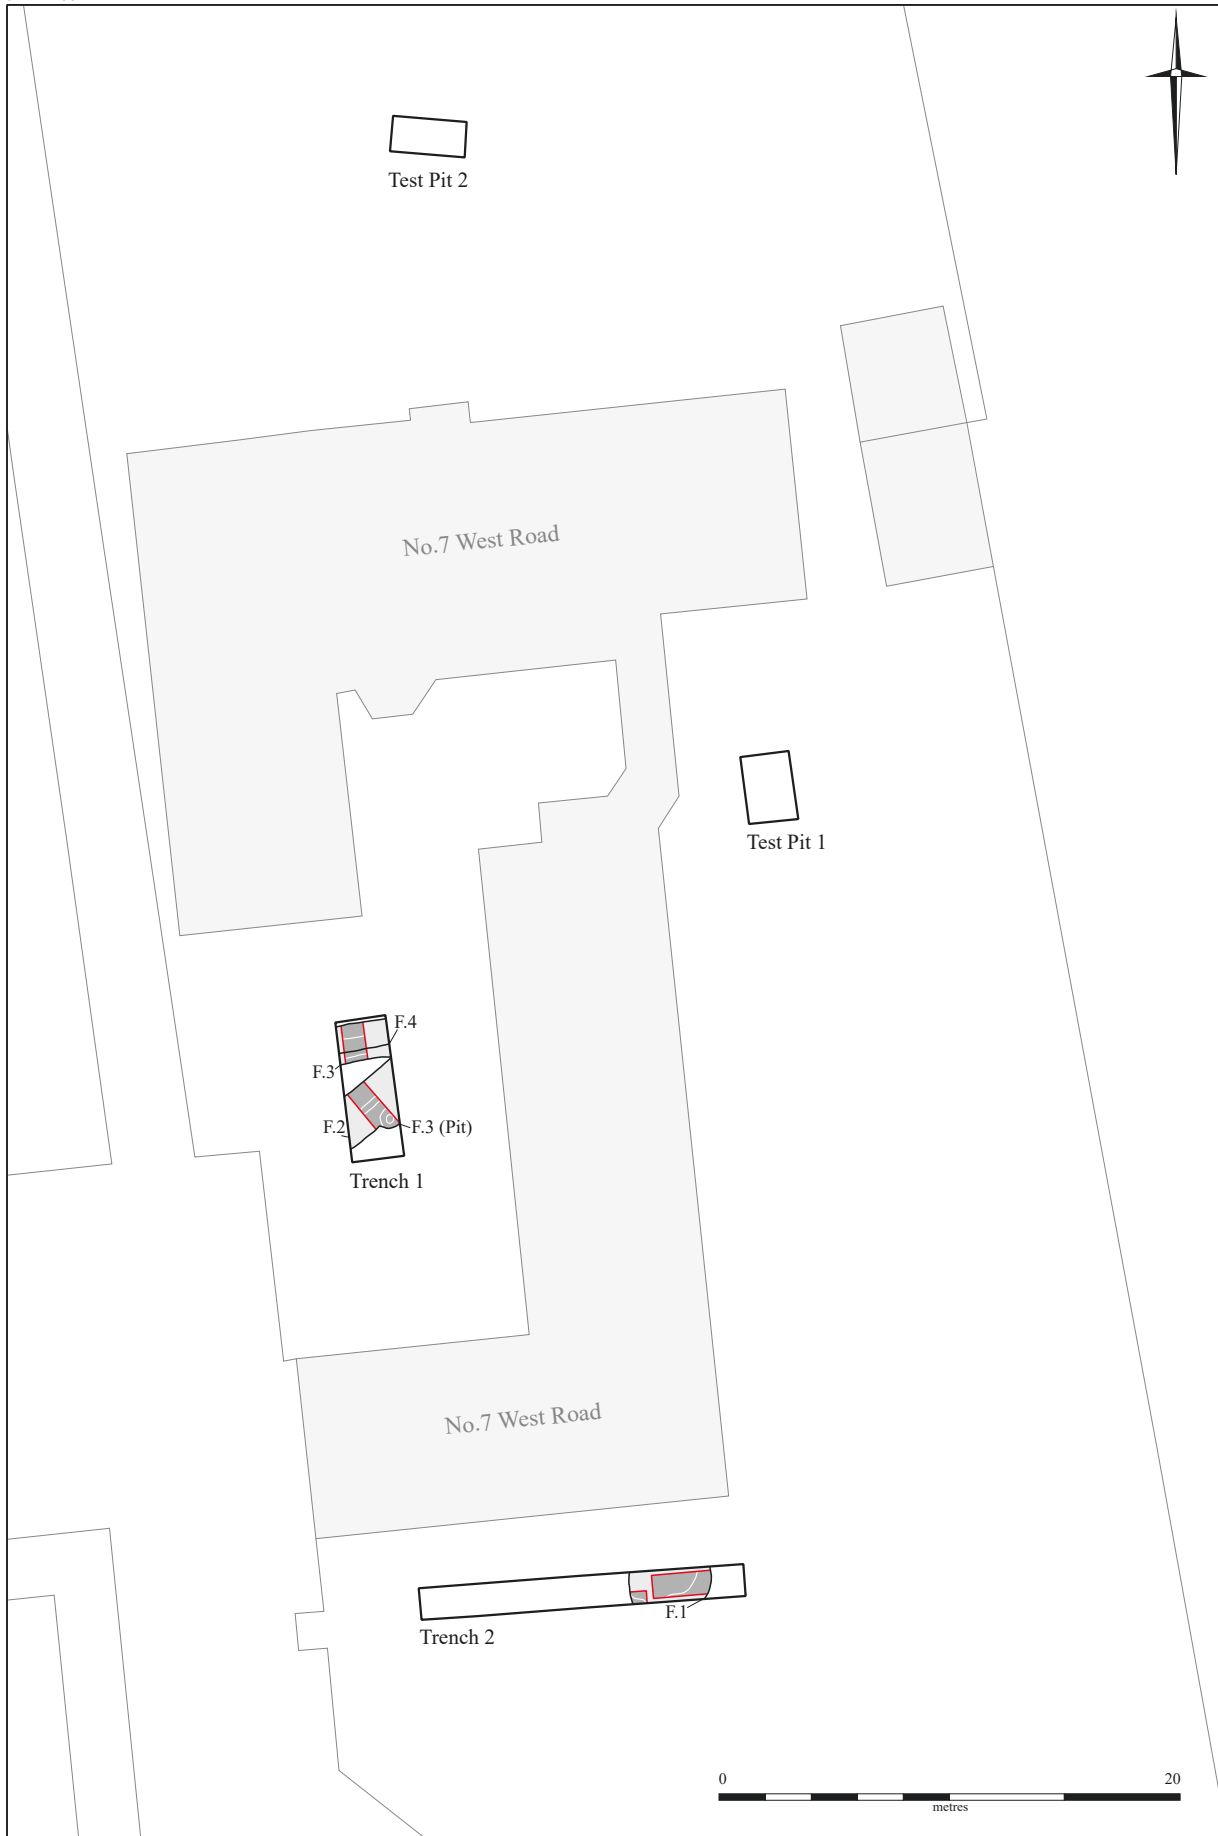 Test Pit 2
No.7 West Road
Test Pit 1
F.4
F.3
F.2
F.3 (Pit)
Trench 1
No.7 West Road
F.1
Trench 2
0 20
metres